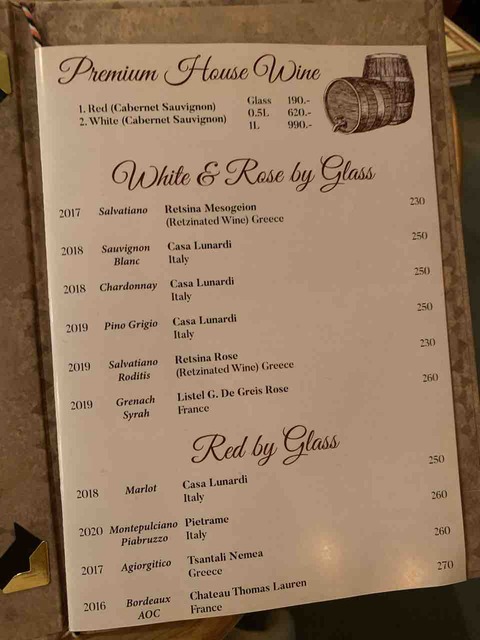 Premium House Wine
1. Red (Cabernet Sauvignon) Glass 190.-
2. White (Cabernet Sauvignon) 0.5L 620.-
1L 990.-
White & Rose by Glass
2017 Salvatiano Retsina Mesogeion 230
(Retzinated Wine) Greece
2018 Sauvignon Casa Lunardi 250
Blanc Italy
2018 Chardonnay Casa Lunardi 250
Italy
2019 Pino Grigio Casa Lunardi 250
Italy
2019 Salvatiano Retsina Rose 230
Roditis (Retzinated Wine) Greece
2019 Grenach Listel G. De Greis Rose 260
Syrah France
Red by Glass
2018 Marlot Casa Lunardi 250
Italy
2020 Montepulciano Pietrame 260
Piabruzzo Italy
2017 Agiorgitico Tsantali Nemea 260
Greece
2016 Bordeaux Chateau Thomas Lauren 270
AOC France